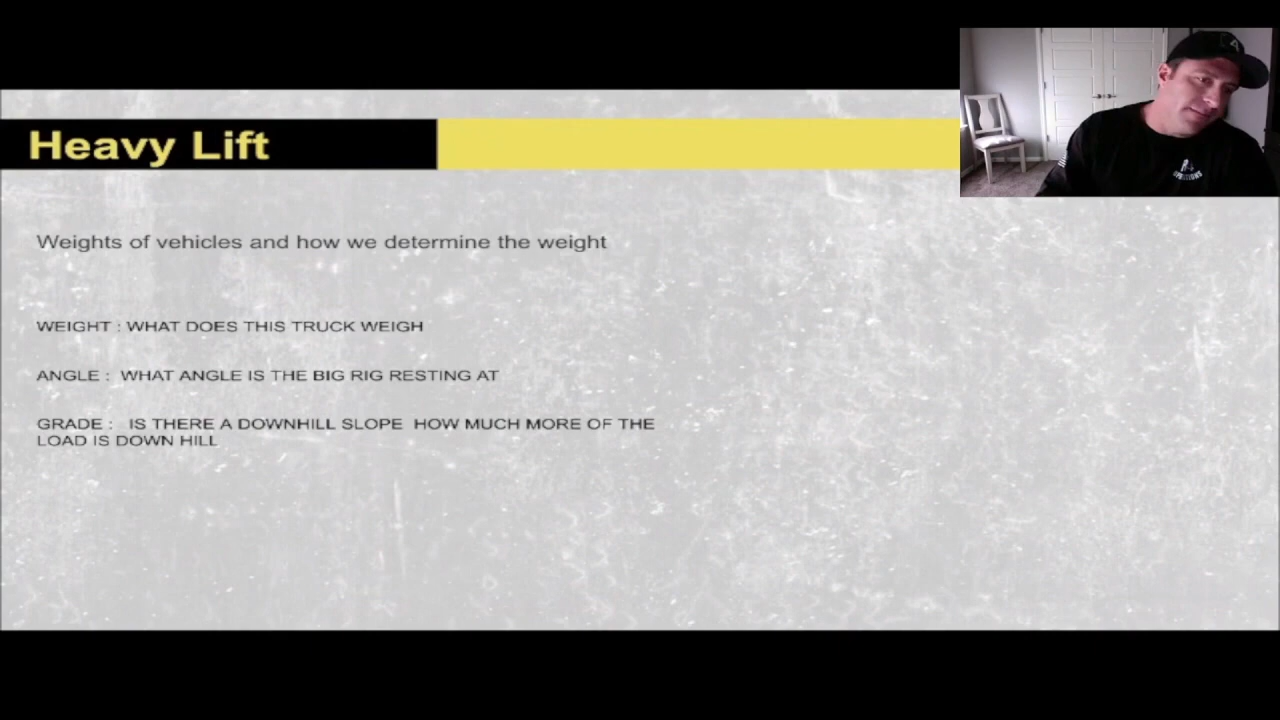 Heavy Lift
Weights of vehicles and how we determine the weight
WEIGHT : WHAT DOES THIS TRUCK WEIGH
ANGLE : WHAT ANGLE IS THE BIG RIG RESTING AT
GRADE : IS THERE A DOWNHILL SLOPE HOW MUCH MORE OF THE
LOAD IS DOWN HILL